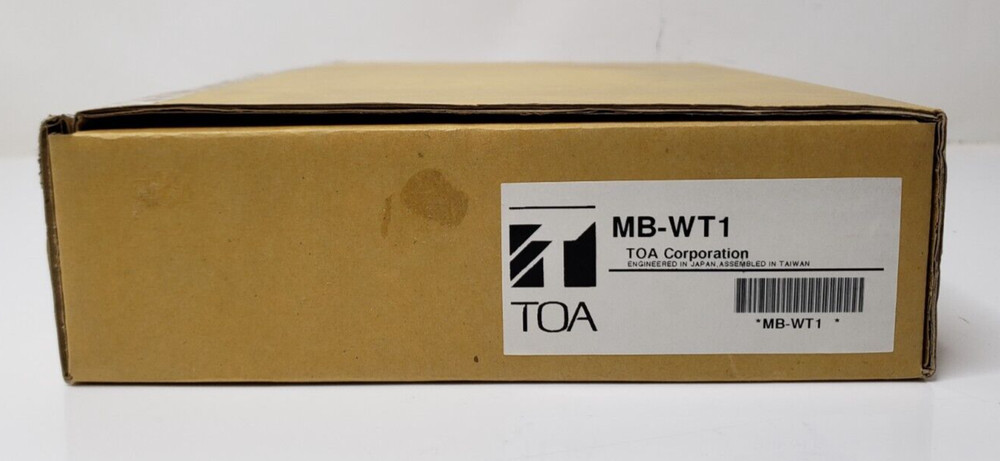 MB-WT1
TOA Corporation
ENGINEERED IN JAPAN,ASSEMBLED IN TAIWAN
TOA
*MB-WT1 *